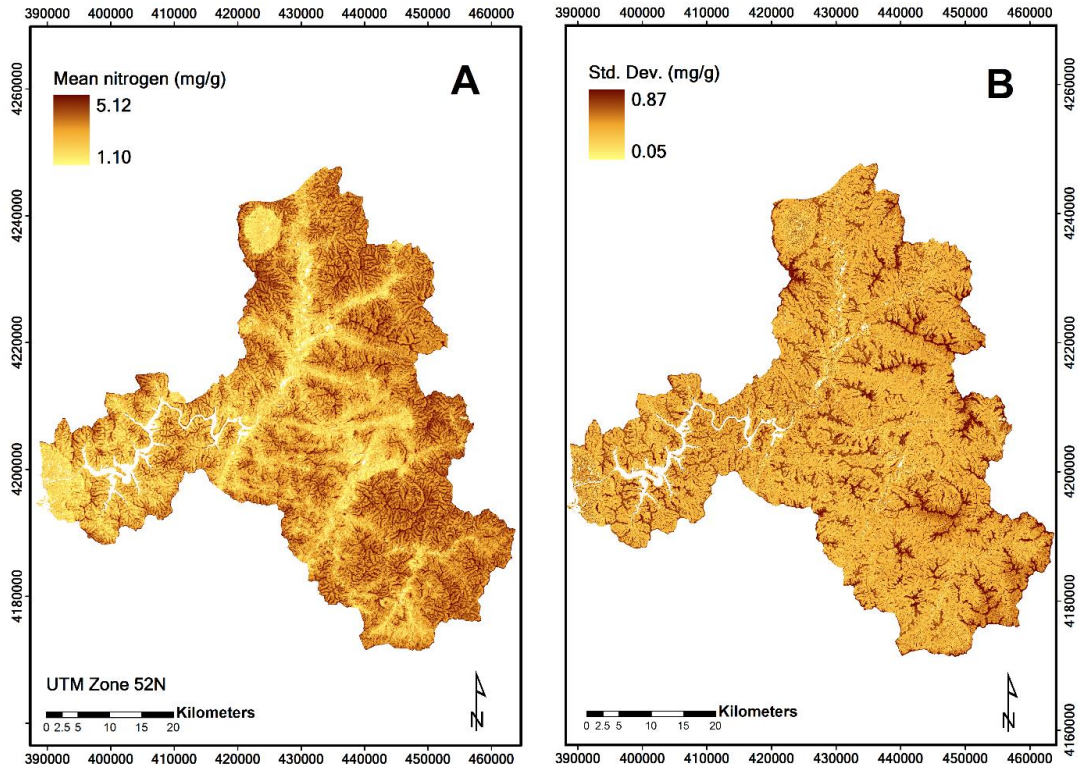 390000 400000 410000 420000 430000 440000 450000 460000
390000 400000 410000 420000 430000 440000 450000 460000
Mean nitrogen (mg/g)
5.12
1.10
A
Std. Dev. (mg/g)
0.87
0.05
B
4260000
4240000
4220000
4200000
4180000
4260000
4240000
4220000
4200000
4180000
4160000
UTM Zone 52N
0 2.5 5 10 15 20
Kilometers
N
0 2.5 5 10 15 20
Kilometers
N
390000 400000 410000 420000 430000 440000 450000 460000
390000 400000 410000 420000 430000 440000 450000 460000